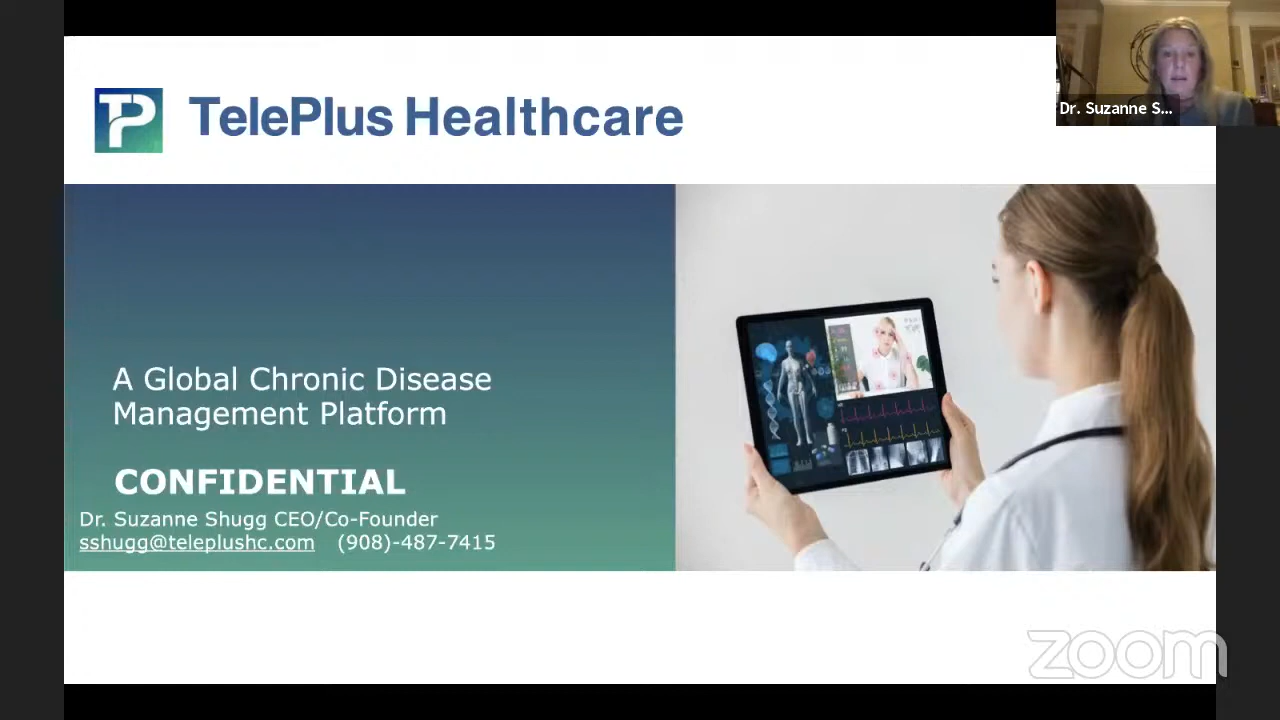 TP
TelePlus Healthcare
Dr. Suzanne S...
A Global Chronic Disease
Management Platform
CONFIDENTIAL
Dr. Suzanne Shugg CEO/Co-Founder
sshugg@teleplushc.com (908)-487-7415
zoom